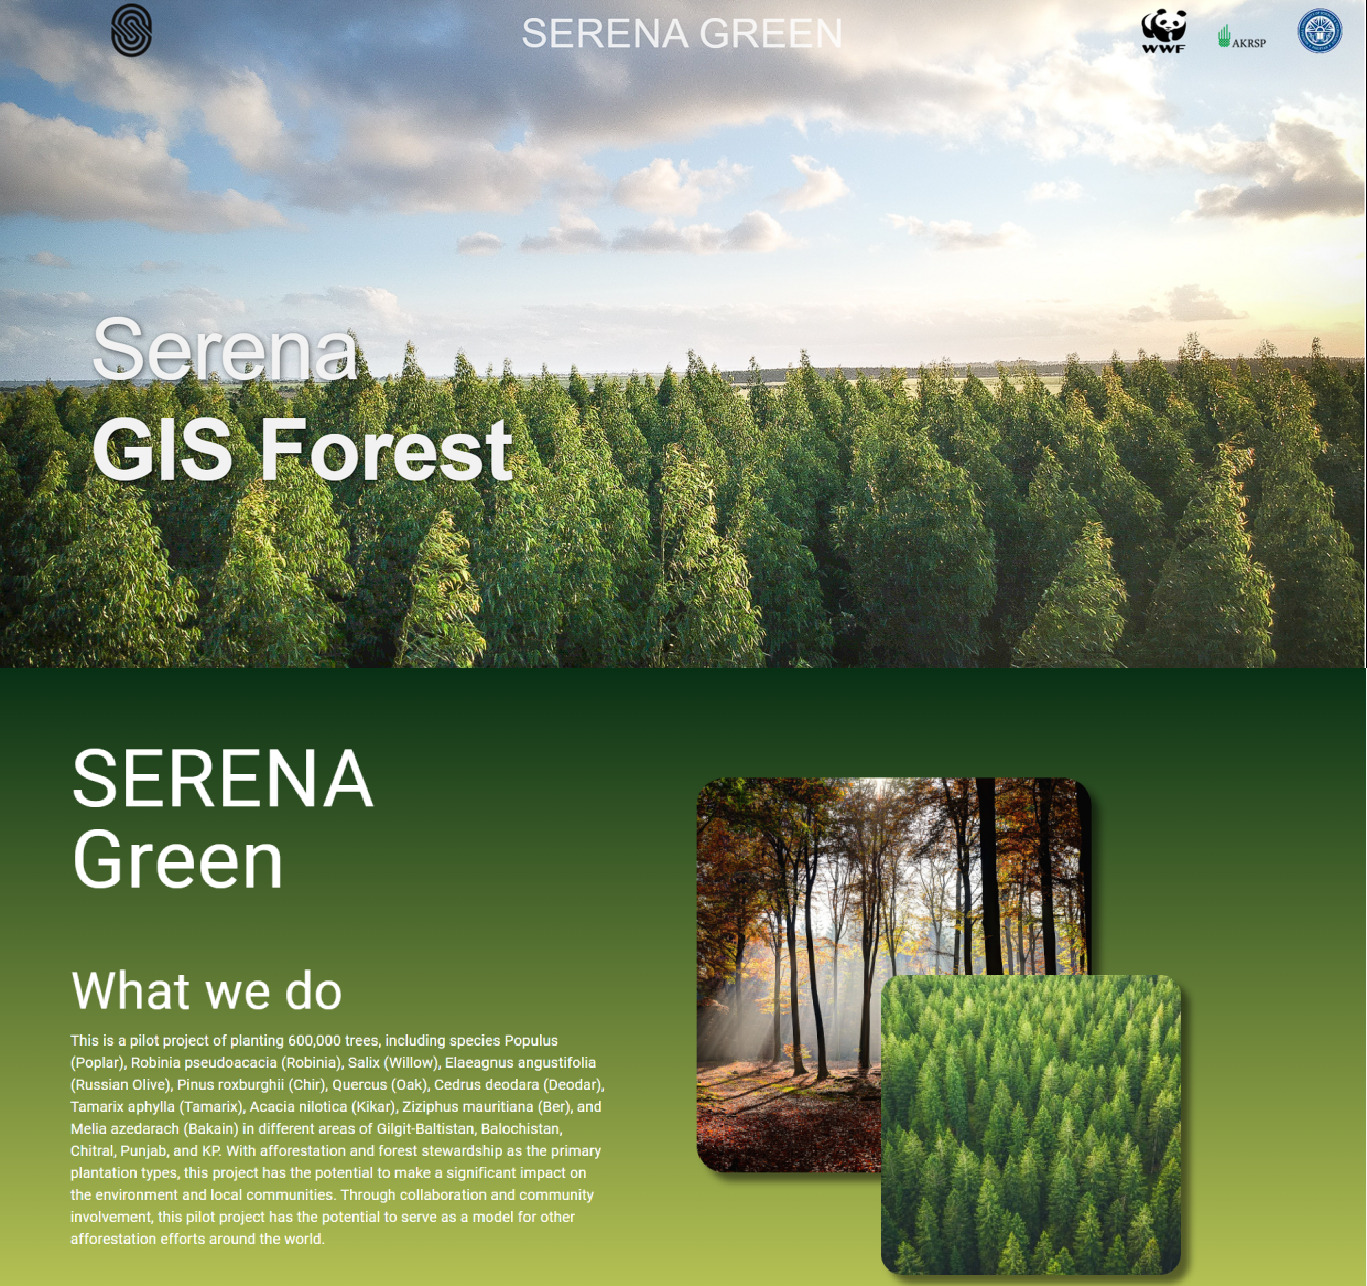 SERENA GREEN
WWF
AKRSP
Serena
GIS Forest
SERENA
Green
What we do
This is a pilot project of planting 600,000 trees, including species Populus
(Poplar), Robinia pseudoacacia (Robinia), Salix (Willow), Elaeagnus angustifolia
(Russian Olive), Pinus roxburghii (Chir), Quercus (Oak), Cedrus deodara (Deodar),
Tamarix aphylla (Tamarix), Acacia nilotica (Kikar), Ziziphus mauritiana (Ber), and
Melia azedarach (Bakain) in different areas of Gilgit-Baltistan, Balochistan,
Chitral, Punjab, and KP. With afforestation and forest stewardship as the primary
plantation types, this project has the potential to make a significant impact on
the environment and local communities. Through collaboration and community
involvement, this pilot project has the potential to serve as a model for other
afforestation efforts around the world.